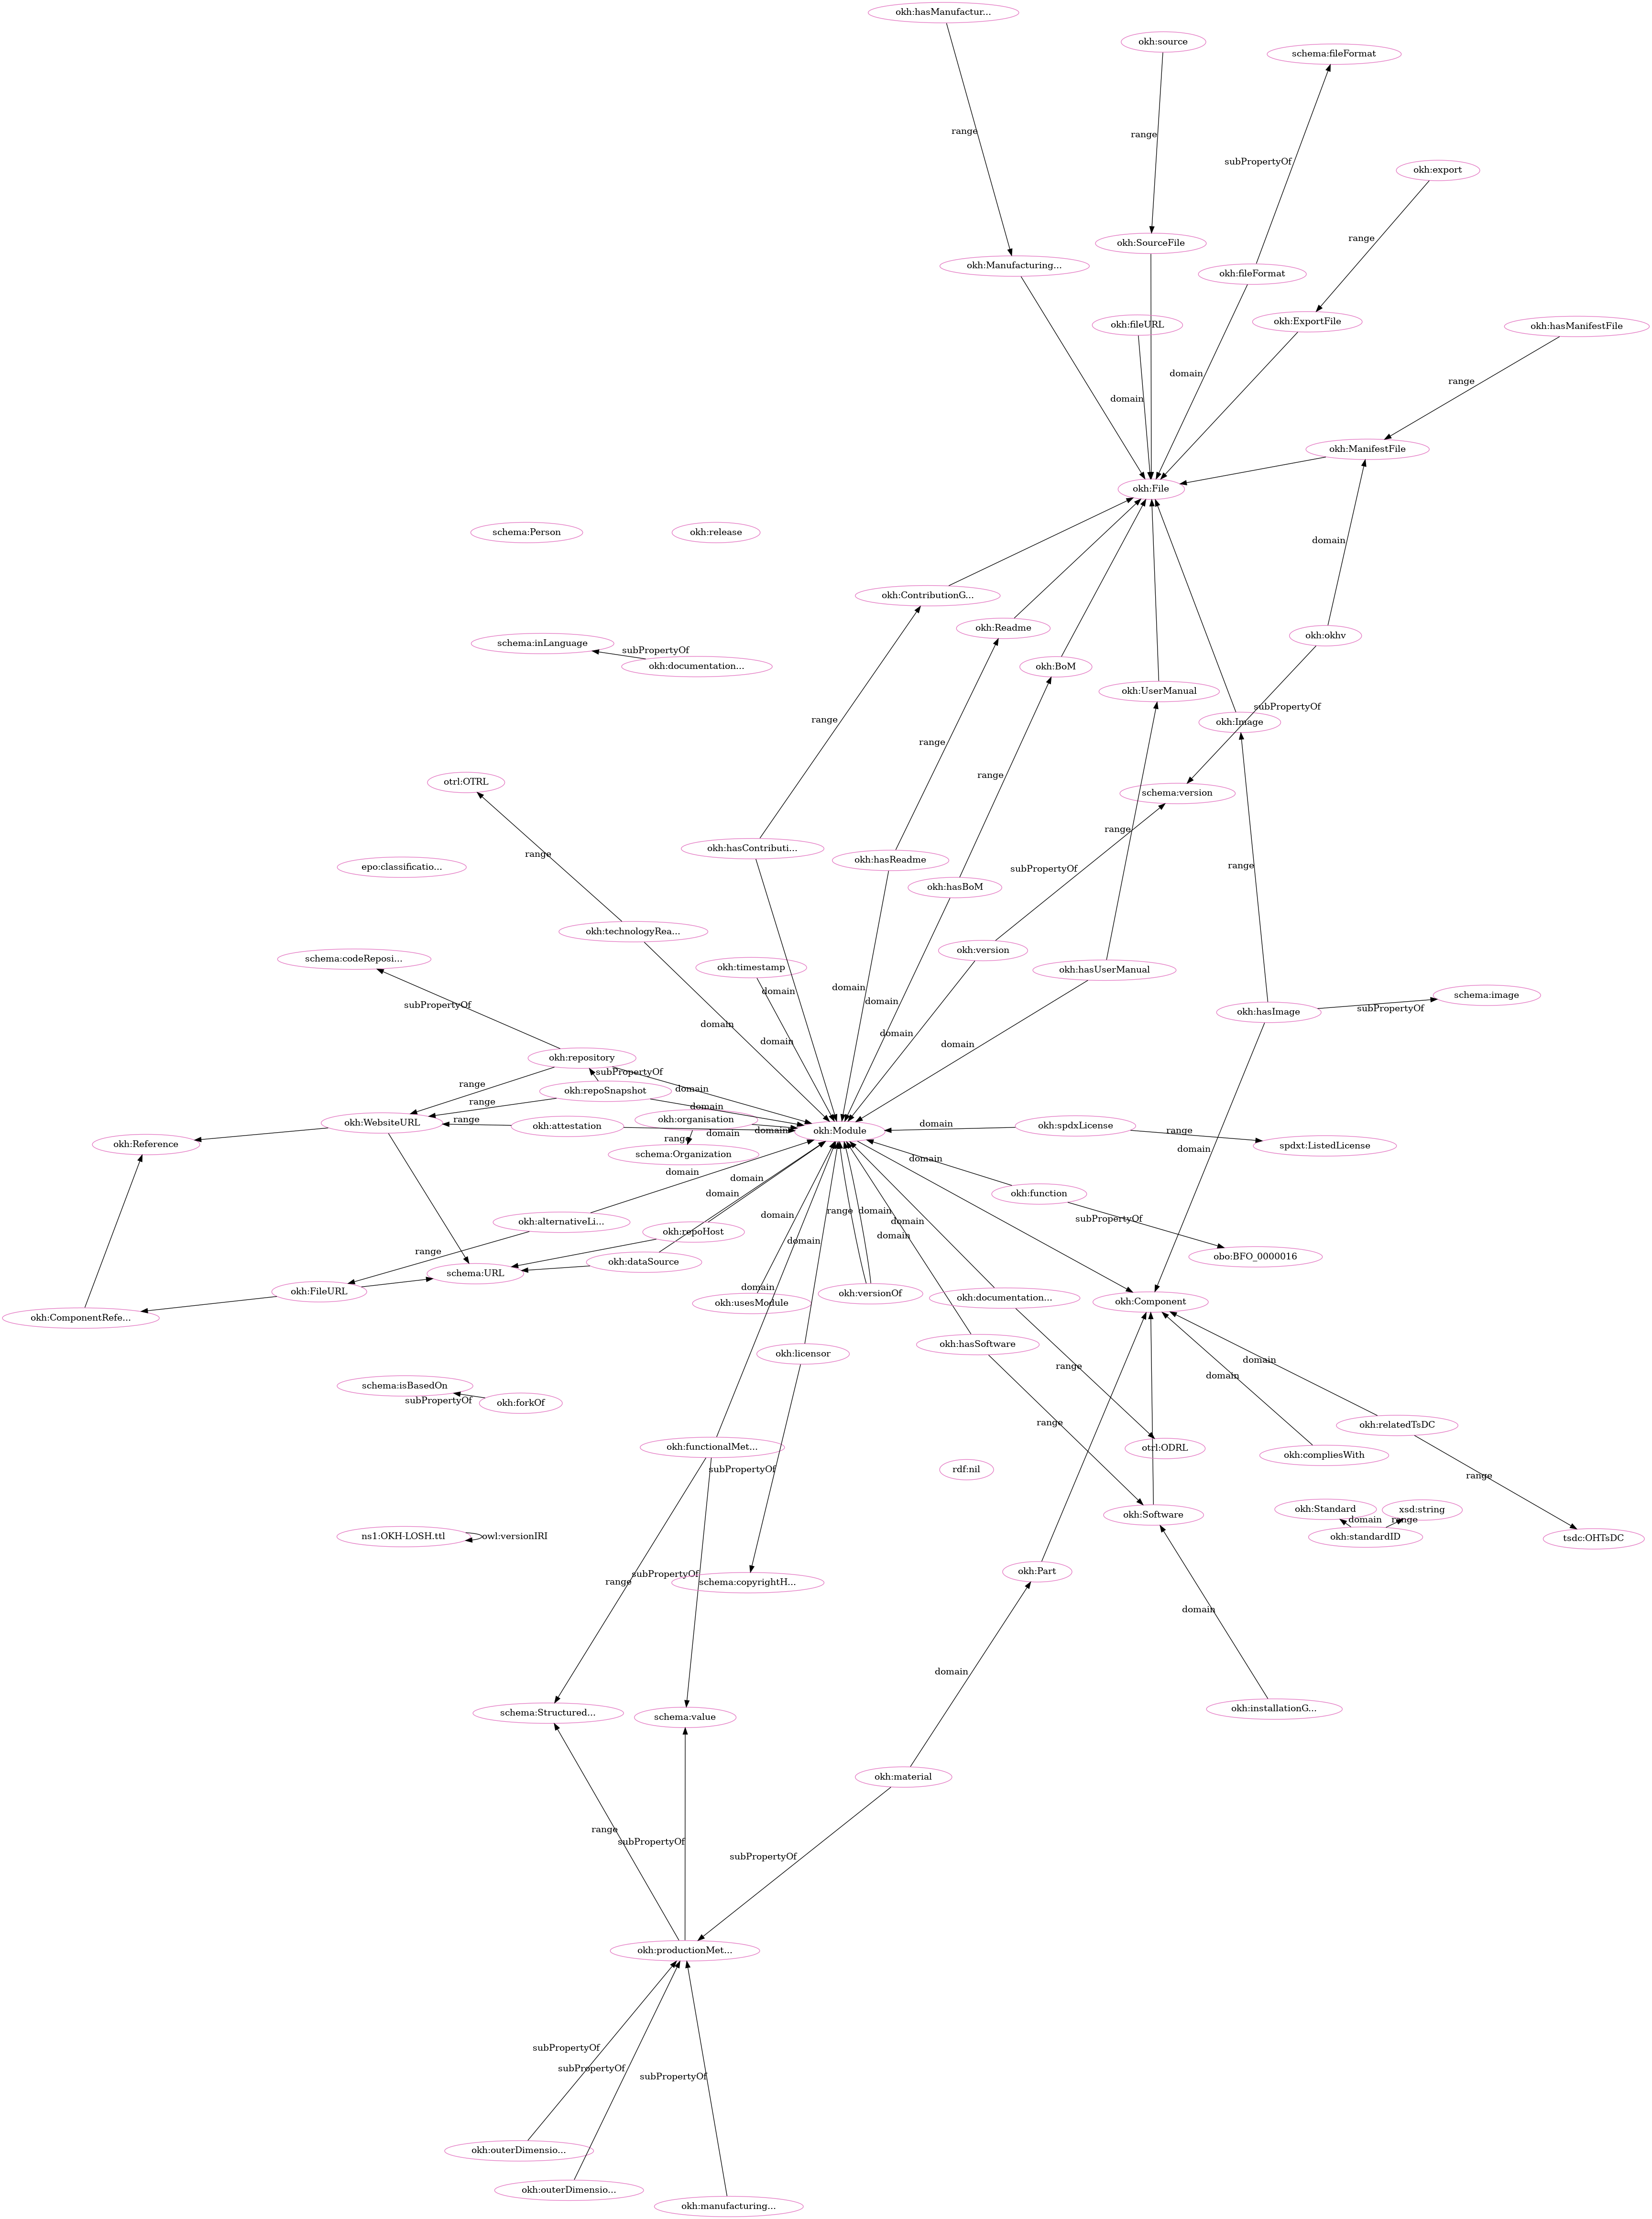 okh:hasManufactur...
okh:source
schema:fileFormat
range
range
subPropertyOf
okh:export
range
okh:SourceFile
okh:Manufacturing...
okh:fileFormat
okh:fileURL
okh:ExportFile
okh:hasManifestFile
domain
range
domain
okh:ManifestFile
okh:File
schema:Person
okh:release
domain
okh:ContributionG...
okh:Readme
okh:okhv
schema:inLanguage
subPropertyOf
okh:documentation...
okh:BoM
okh:UserManual
subPropertyOf
range
okh:Image
range
range
otrl:OTRL
schema:version
range
range
okh:hasContributi...
okh:hasReadme
epo:classificatio...
range
subPropertyOf
okh:hasBoM
okh:technologyRea...
okh:version
schema:codeReposi...
okh:timestamp
okh:hasUserManual
domain
domain
schema:image
subPropertyOf
domain
subPropertyOf
okh:hasImage
domain
domain
domain
domain
okh:repository
subPropertyOf
range
domain
okh:repoSnapshot
range
domain
okh:WebsiteURL
range
okh:attestation
okh:organisation
domain
domain
okh:Module
domain
okh:spdxLicense
range
okh:Reference
range
schema:Organization
spdxt:ListedLicense
domain
domain
domain
domain
domain
okh:function
range
domain
domain
okh:alternativeLi...
domain
subPropertyOf
okh:repoHost
domain
domain
range
obo:BFO_0000016
okh:dataSource
schema:URL
domain
okh:FileURL
okh:usesModule
okh:versionOf
okh:documentation...
okh:Component
okh:ComponentRefe...
okh:hasSoftware
okh:licensor
domain
range
domain
schema:isBasedOn
subPropertyOf
okh:forkOf
range
okh:relatedTsDC
okh:functionalMet...
otrl:ODRL
okh:compliesWith
subPropertyOf
rdf:nil
range
okh:Standard
xsd:string
okh:Software
domain
range
ns1:OKH-LOSH.ttl
owl:versionIRI
okh:standardID
tsdc:OHTsDC
okh:Part
subPropertyOf
range
schema:copyrightH...
domain
domain
okh:installationG...
schema:Structured...
schema:value
okh:material
range
subPropertyOf
subPropertyOf
okh:productionMet...
subPropertyOf
subPropertyOf
subPropertyOf
okh:outerDimensio...
okh:outerDimensio...
okh:manufacturing...